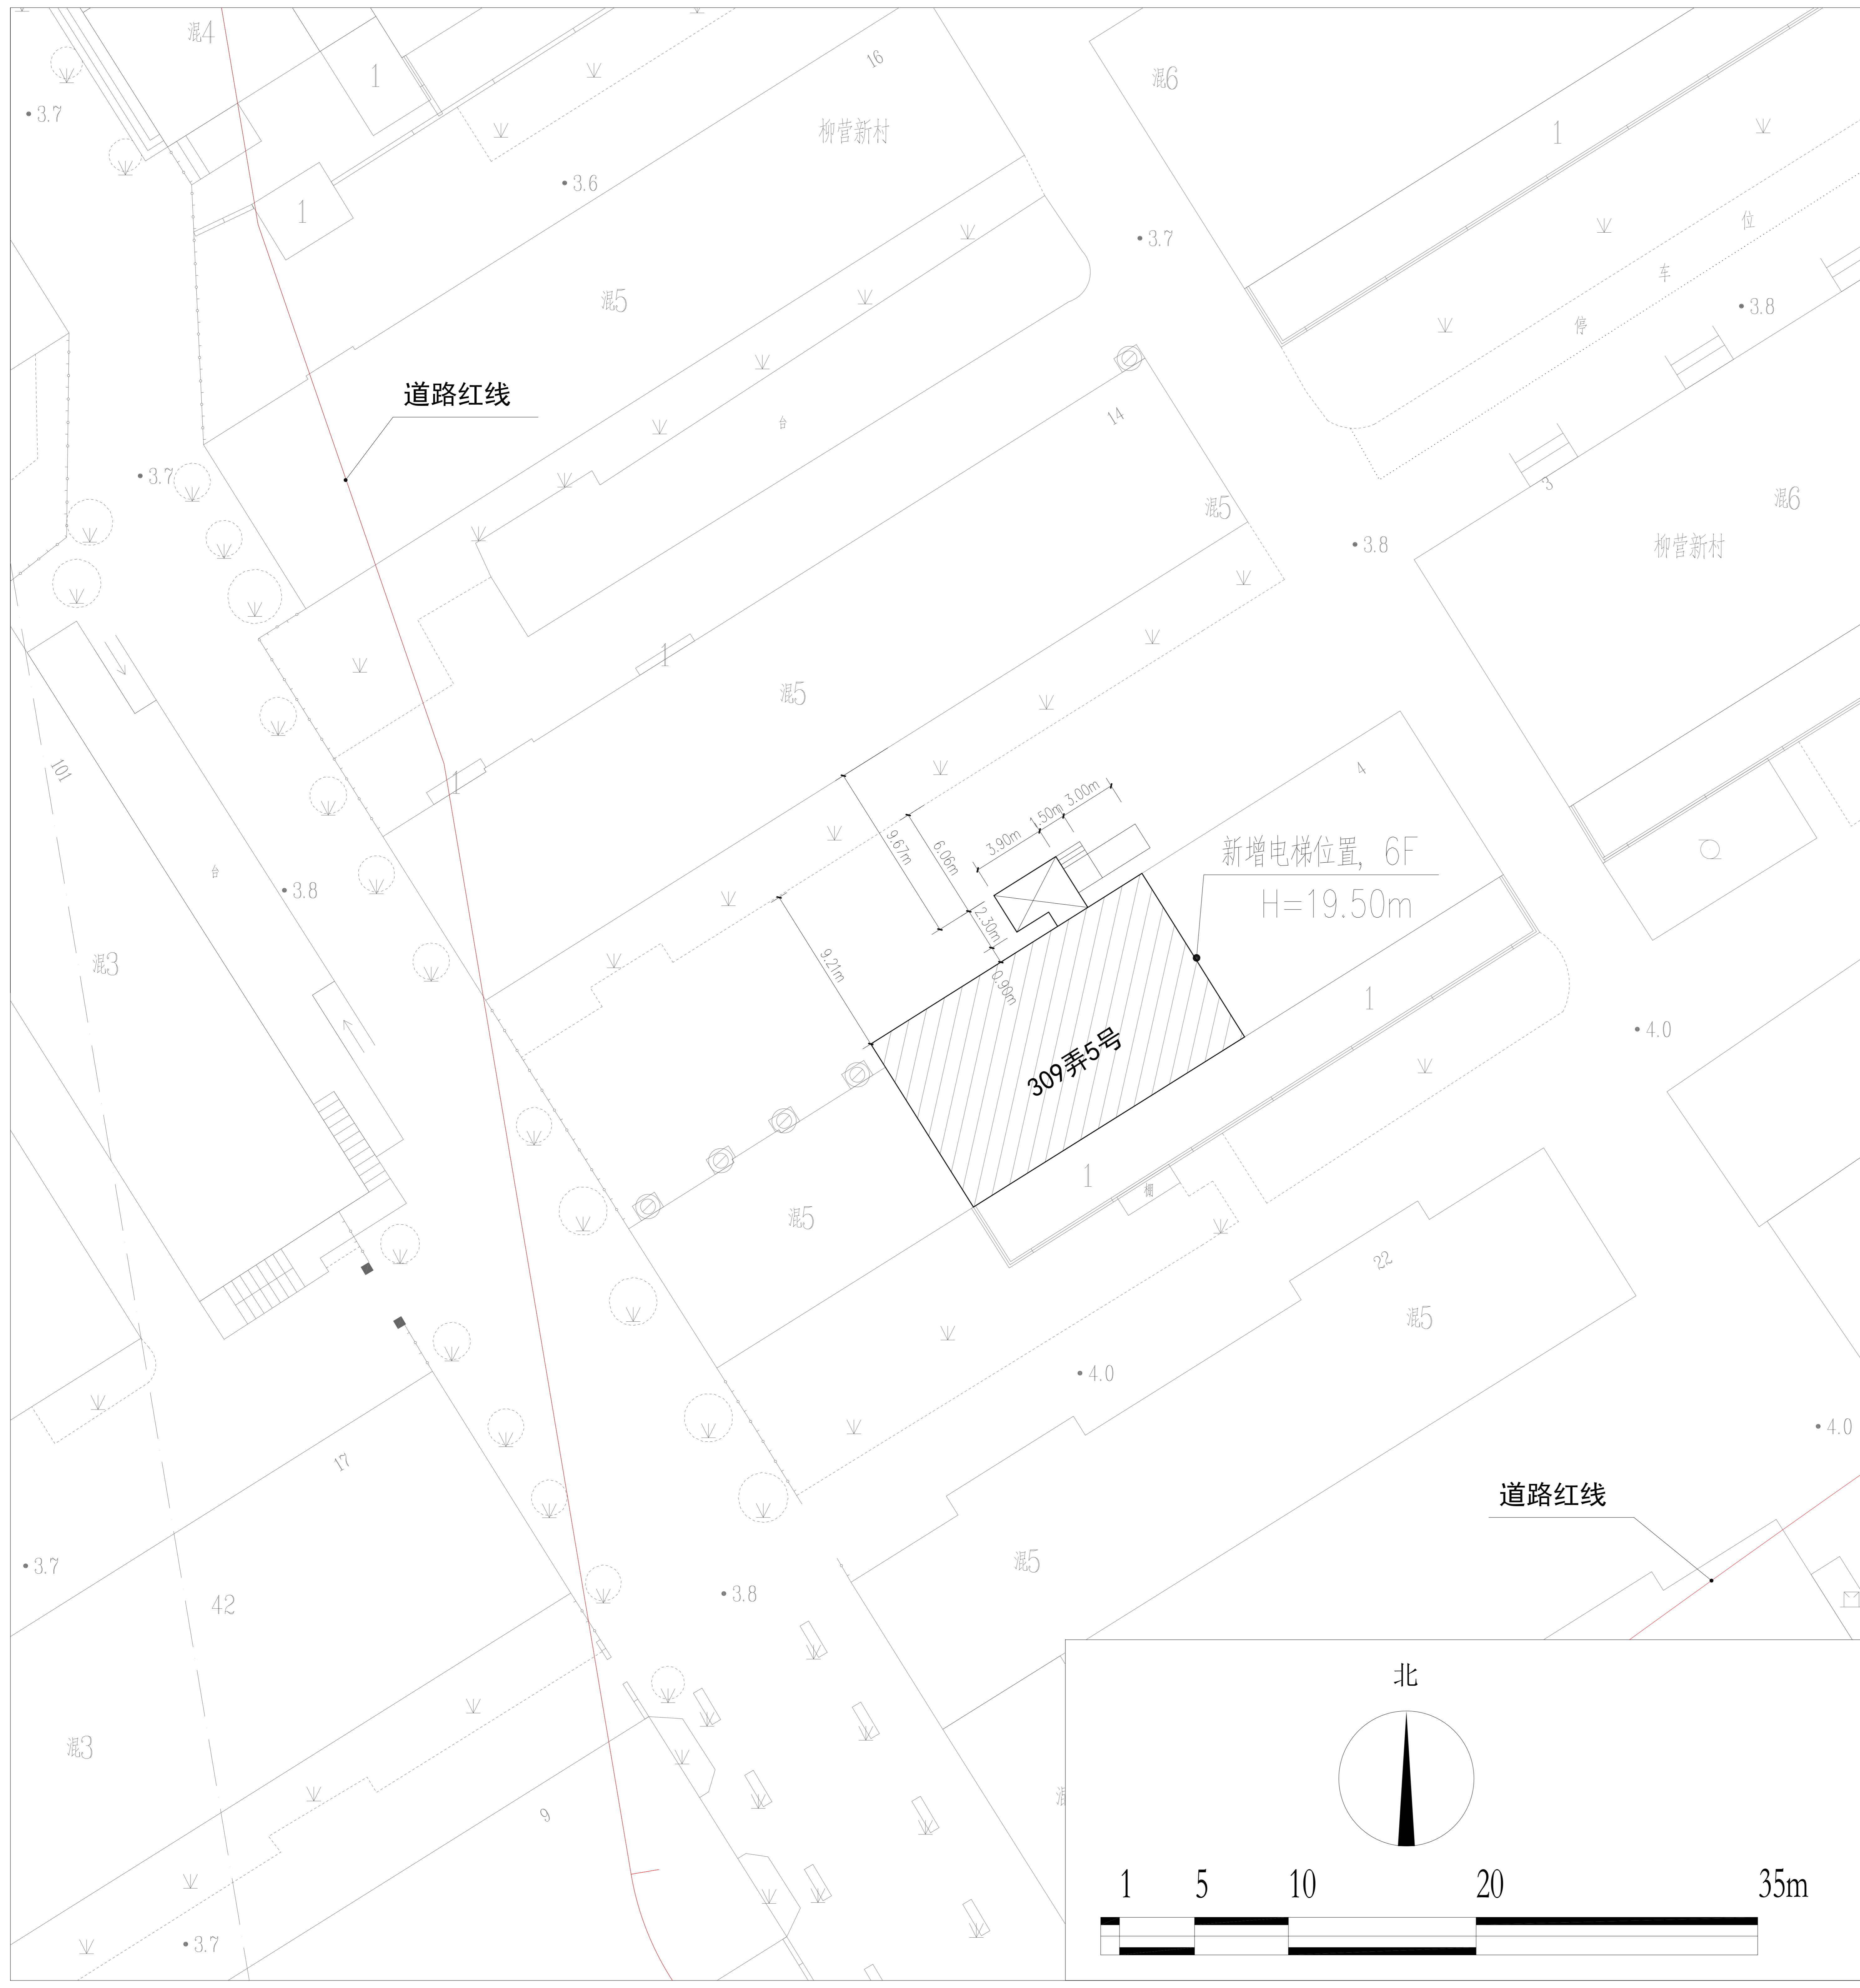 混4
1
16
混6
3.7
柳营新村
1
3.6
1
3.7
位
车
混5
3.8
停
道路红线
14
台
3
混6
3.7
混5
3.8
柳营新村
1
混5
101
1
4
3.00m
1.50m
3.90m
9.67m
6.06m
新增电梯位置, 6F
H=19.50m
台
3.8
2.30m
9.21m
混3
0.90m
1
4.0
309弄5号
1
棚
混5
22
混5
4.0
4.0
17
道路红线
混5
3.7
3.8
42
北
混3
混
9
1 5 10 20 35m
3.7